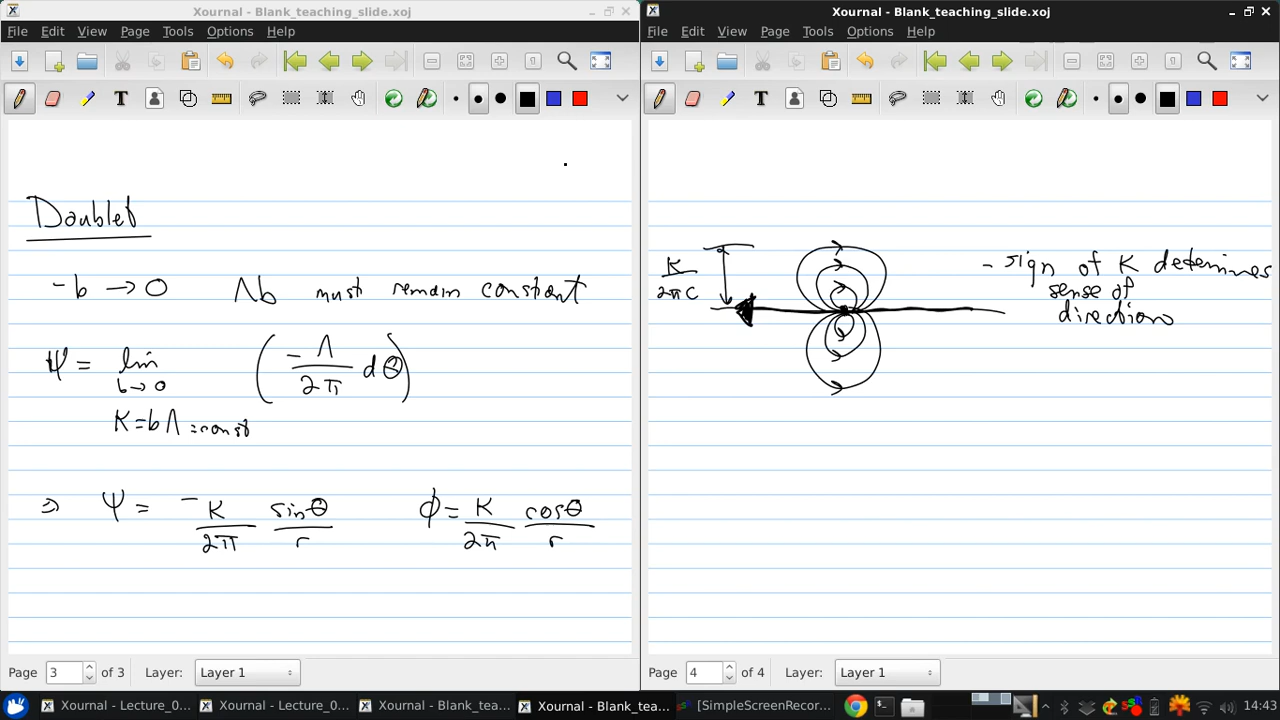 Xournal - Blank_teaching_slide.xoj
File Edit View Page Tools Options Help
Doublet
- b → 0 Λb must remain constant
Ψ = lim ( - Λ / 2π dθ )
b → 0
K = bΛ = const
⇒ Ψ = - K / 2π sinθ / r ϕ = K / 2π cosθ / r
Page 3 of 3 Layer: Layer 1
Xournal - Blank_teaching_slide.xoj
File Edit View Page Tools Options Help
K / 2πC
- sign of K determines
sense of
direction
Page 4 of 4 Layer: Layer 1
Xournal - Lecture_0... Xournal - Lecture_0... Xournal - Blank_tea... Xournal - Blank_tea... [SimpleScreenRecor... 14:43